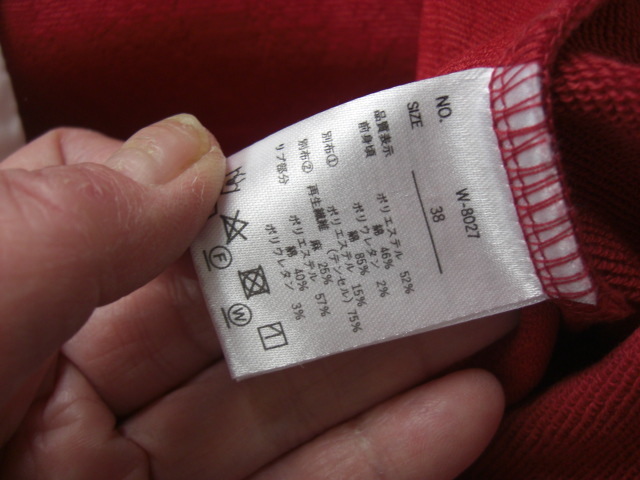 NO. W-8027
SIZE 38
品質表示
前身頃 ポリエステル 52%
綿 46%
ポリウレタン 2%
別布① 綿 85%
ポリエステル 15%
別布② 再生繊維 (テンセル) 75%
麻 25%
リブ部分 ポリエステル 57%
綿 40%
ポリウレタン 3%
F W